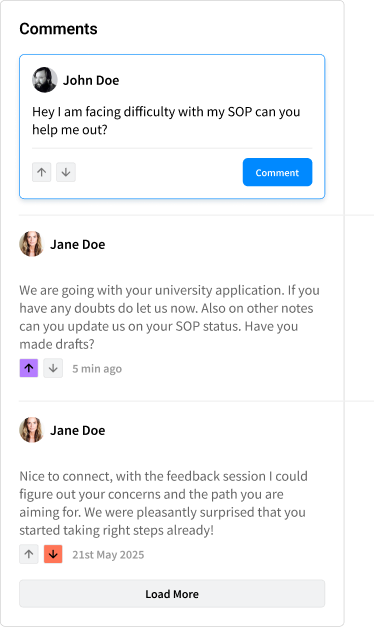 Comments
John Doe
Hey I am facing difficulty with my SOP can you
help me out?
Comment
Jane Doe
We are going with your university application. If you
have any doubts do let us now. Also on other notes
can you update us on your SOP status. Have you
made drafts?
5 min ago
Jane Doe
Nice to connect, with the feedback session I could
figure out your concerns and the path you are
aiming for. We were pleasantly surprised that you
started taking right steps already!
21st May 2025
Load More